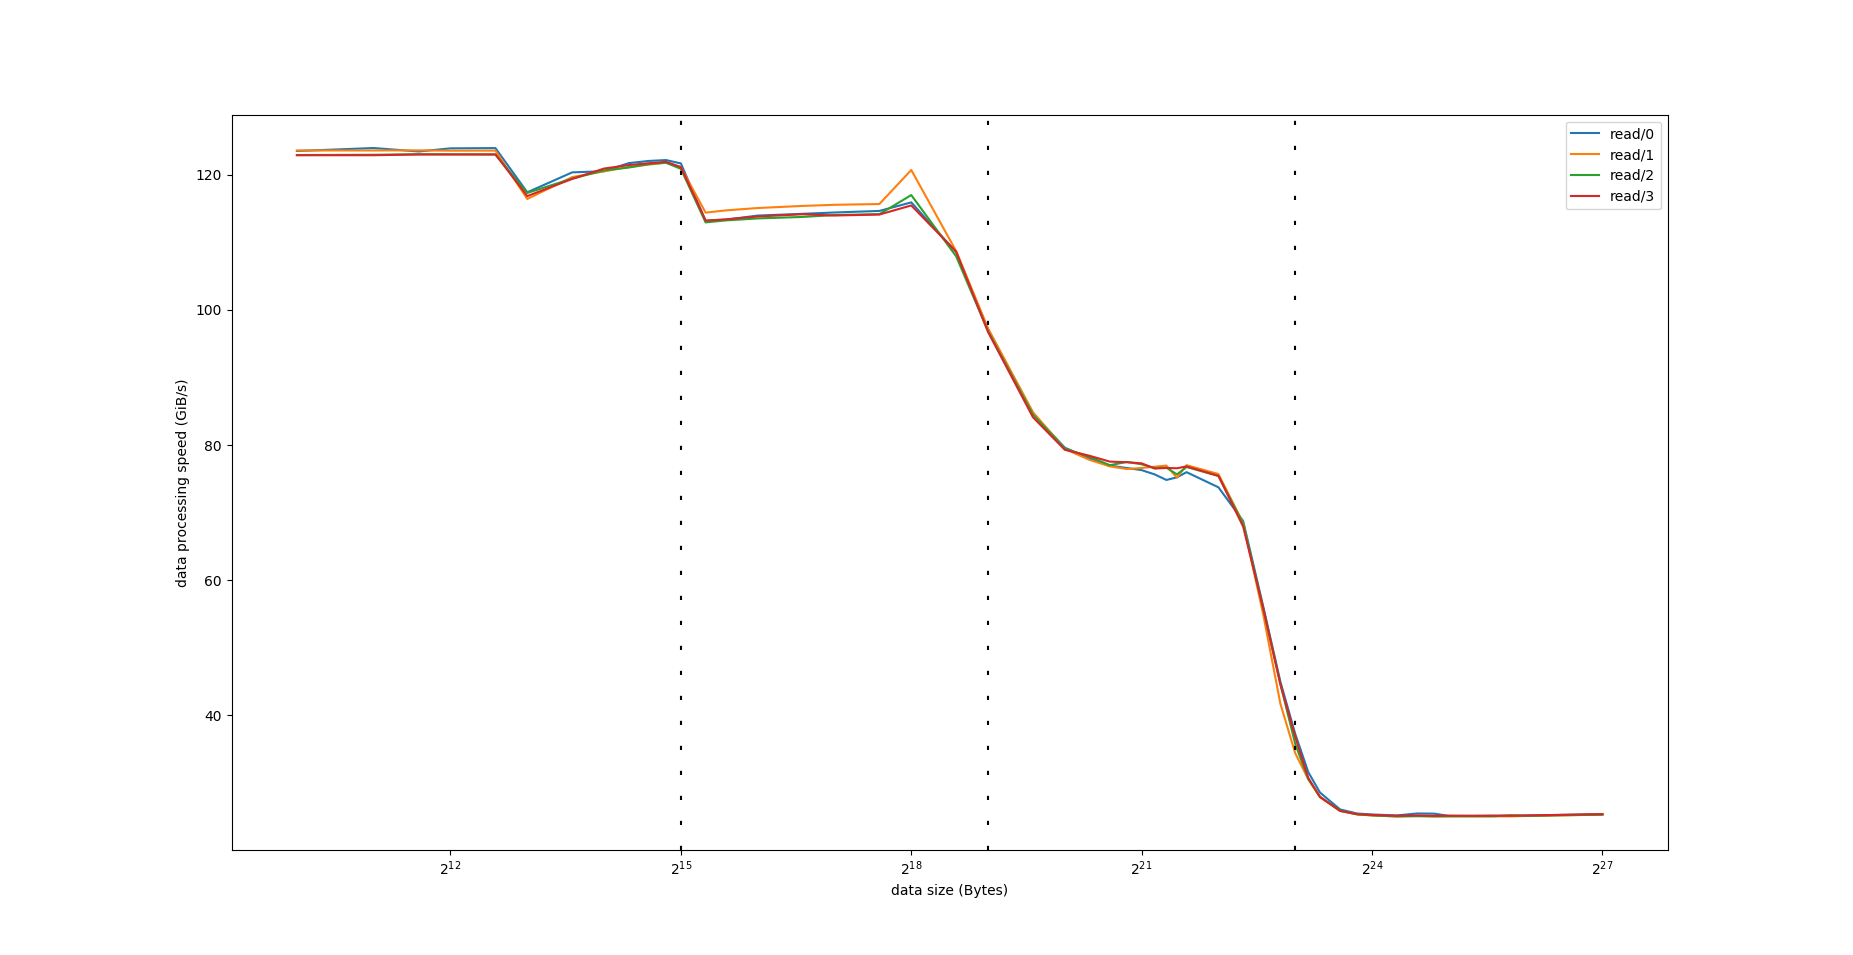 read/0
read/1
read/2
read/3
120
100
80
60
40
data processing speed (GiB/s)
2^12 2^15 2^18 2^21 2^24 2^27
data size (Bytes)